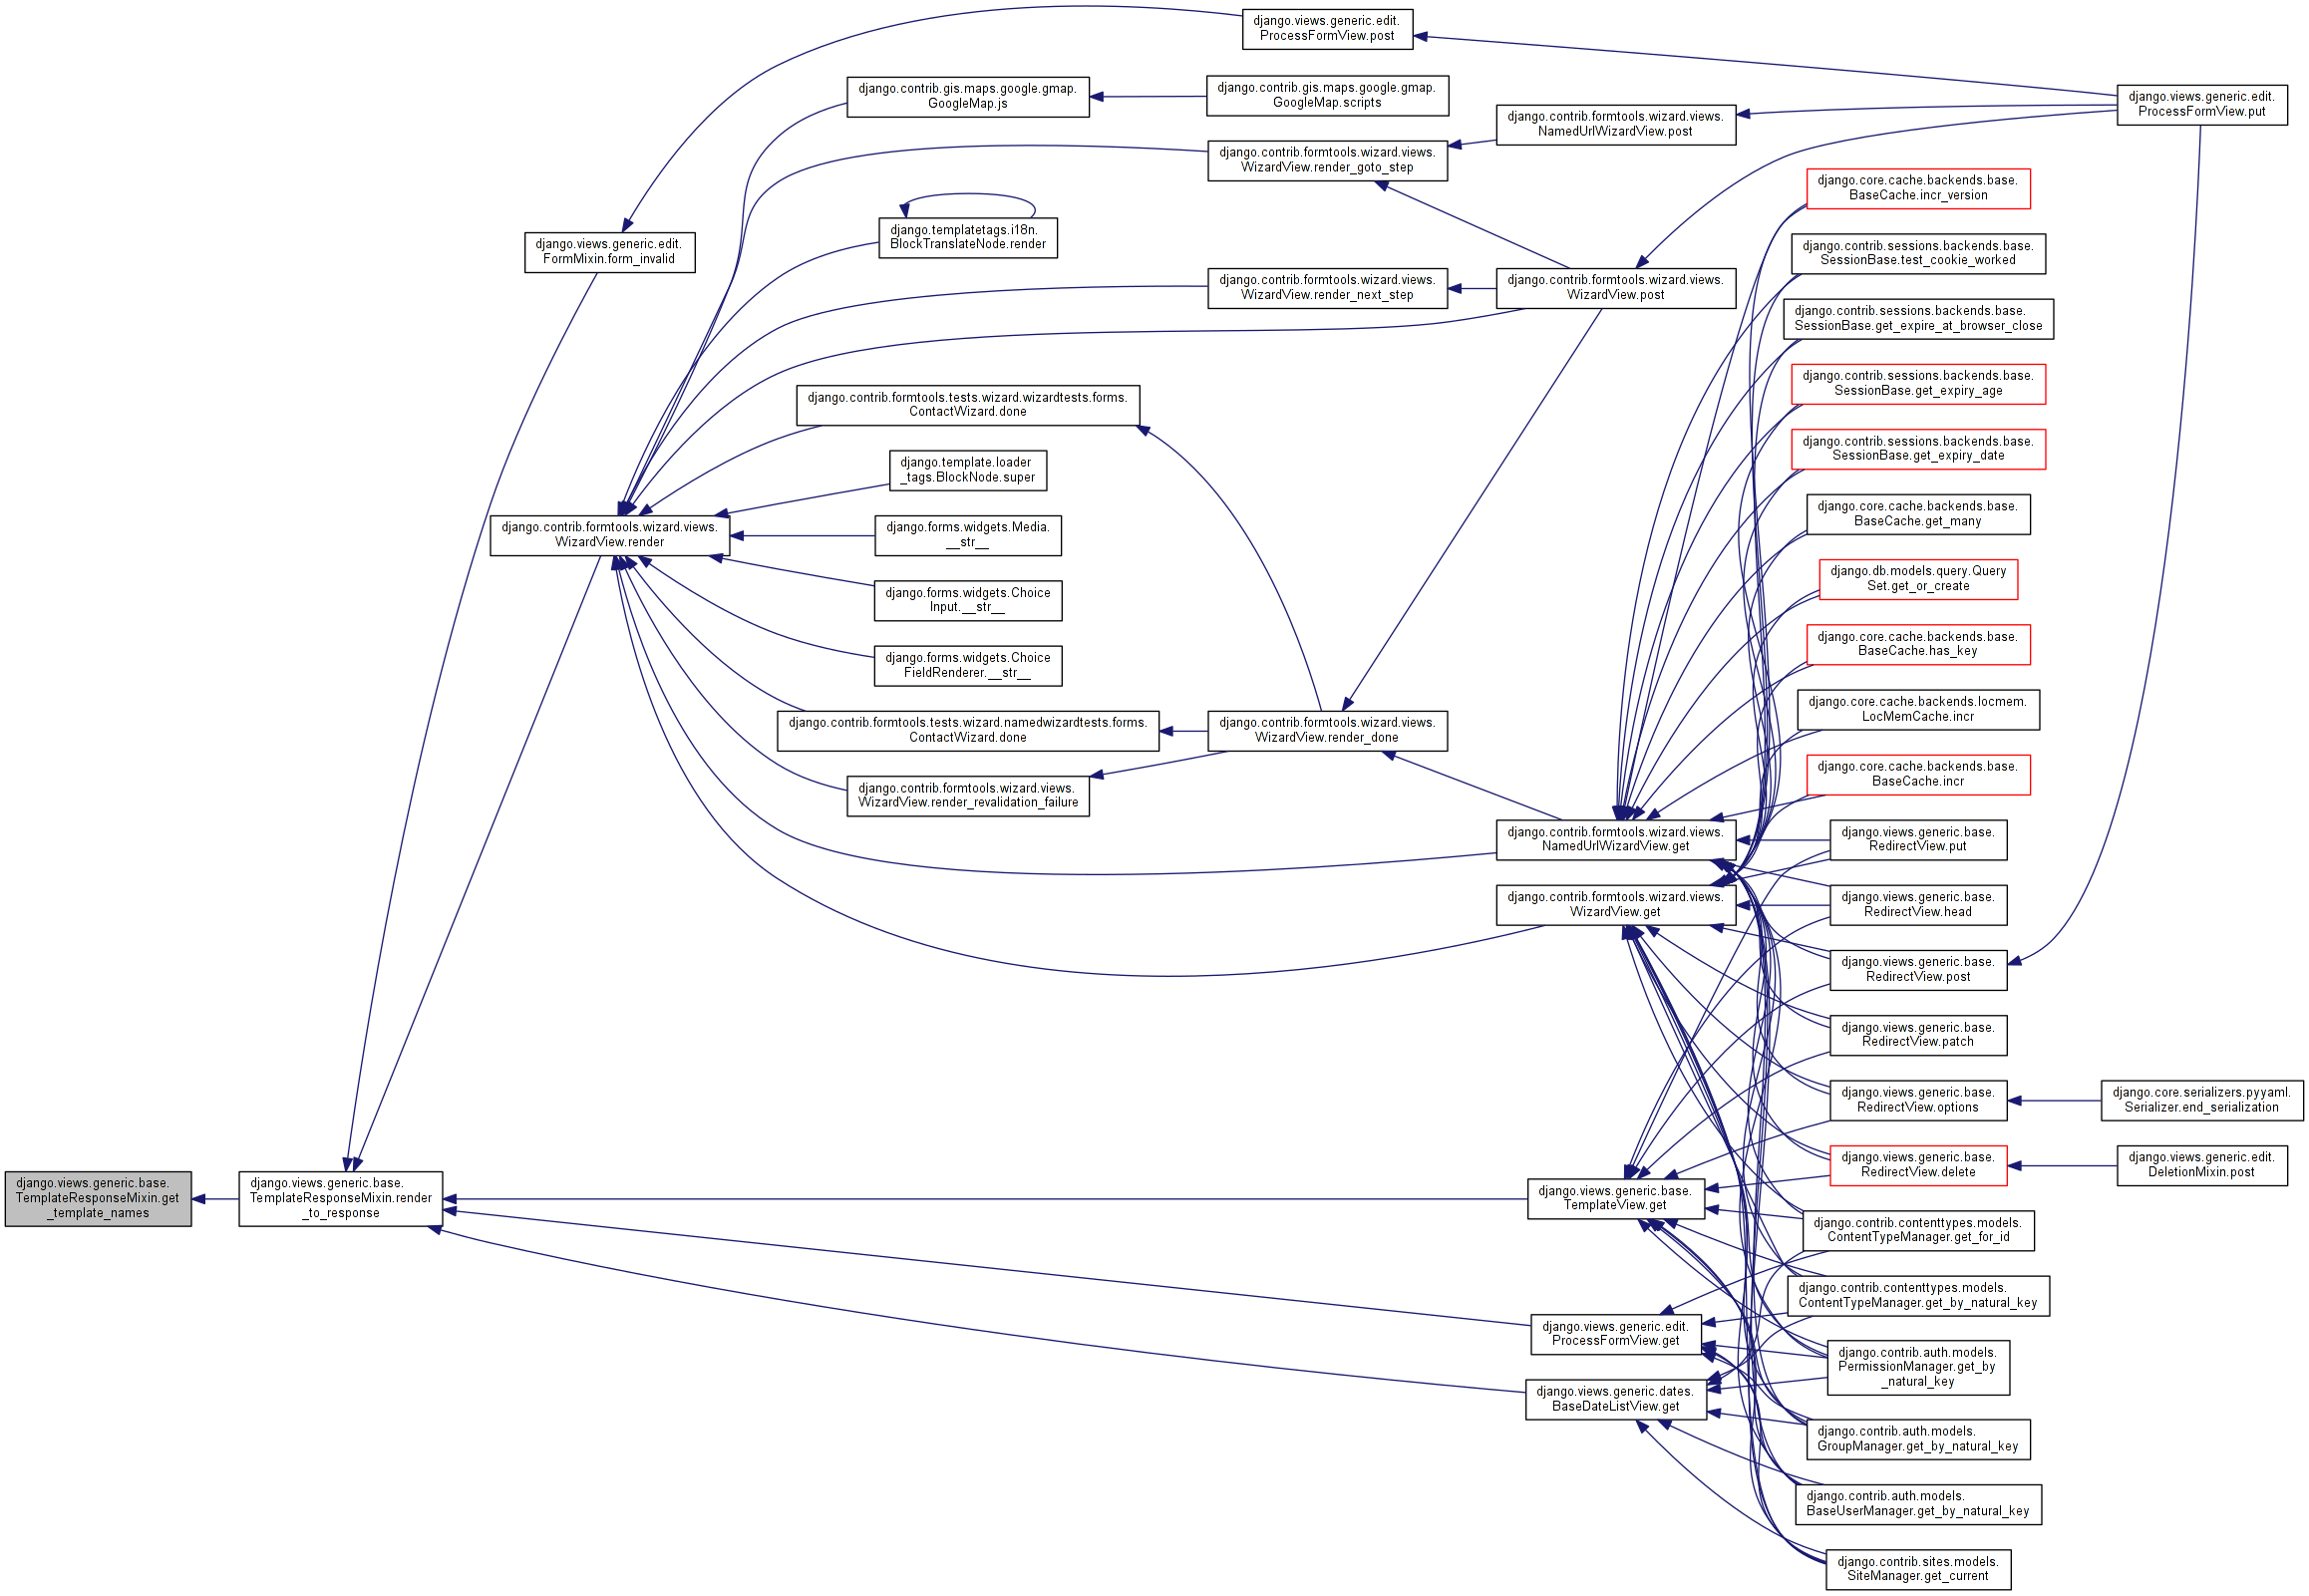 django.views.generic.edit.
ProcessFormView.post
django.contrib.gis.maps.google.gmap.
GoogleMap.js
django.contrib.gis.maps.google.gmap.
GoogleMap.scripts
django.views.generic.edit.
ProcessFormView.put
django.contrib.formtools.wizard.views.
NamedUrlWizardView.post
django.contrib.formtools.wizard.views.
WizardView.render_goto_step
django.core.cache.backends.base.
BaseCache.incr_version
django.templatetags.i18n.
BlockTranslateNode.render
django.views.generic.edit.
FormMixin.form_invalid
django.contrib.sessions.backends.base.
SessionBase.test_cookie_worked
django.contrib.formtools.wizard.views.
WizardView.render_next_step
django.contrib.formtools.wizard.views.
WizardView.post
django.contrib.sessions.backends.base.
SessionBase.get_expire_at_browser_close
django.contrib.sessions.backends.base.
SessionBase.get_expiry_age
django.contrib.formtools.tests.wizard.wizardtests.forms.
ContactWizard.done
django.contrib.sessions.backends.base.
SessionBase.get_expiry_date
django.template.loader
_tags.BlockNode.super
django.core.cache.backends.base.
BaseCache.get_many
django.contrib.formtools.wizard.views.
WizardView.render
django.forms.widgets.Media.
__str__
django.db.models.query.Query
Set.get_or_create
django.forms.widgets.Choice
Input.__str__
django.core.cache.backends.base.
BaseCache.has_key
django.forms.widgets.Choice
FieldRenderer.__str__
django.core.cache.backends.locmem.
LocMemCache.incr
django.contrib.formtools.tests.wizard.namedwizardtests.forms.
ContactWizard.done
django.contrib.formtools.wizard.views.
WizardView.render_done
django.core.cache.backends.base.
BaseCache.incr
django.contrib.formtools.wizard.views.
WizardView.render_revalidation_failure
django.contrib.formtools.wizard.views.
NamedUrlWizardView.get
django.views.generic.base.
RedirectView.put
django.contrib.formtools.wizard.views.
WizardView.get
django.views.generic.base.
RedirectView.head
django.views.generic.base.
RedirectView.post
django.views.generic.base.
RedirectView.patch
django.views.generic.base.
RedirectView.options
django.core.serializers.pyyaml.
Serializer.end_serialization
django.views.generic.base.
RedirectView.delete
django.views.generic.edit.
DeletionMixin.post
django.views.generic.base.
TemplateResponseMixin.get
_template_names
django.views.generic.base.
TemplateResponseMixin.render
_to_response
django.views.generic.base.
TemplateView.get
django.contrib.contenttypes.models.
ContentTypeManager.get_for_id
django.contrib.contenttypes.models.
ContentTypeManager.get_by_natural_key
django.views.generic.edit.
ProcessFormView.get
django.contrib.auth.models.
PermissionManager.get_by
_natural_key
django.views.generic.dates.
BaseDateListView.get
django.contrib.auth.models.
GroupManager.get_by_natural_key
django.contrib.auth.models.
BaseUserManager.get_by_natural_key
django.contrib.sites.models.
SiteManager.get_current